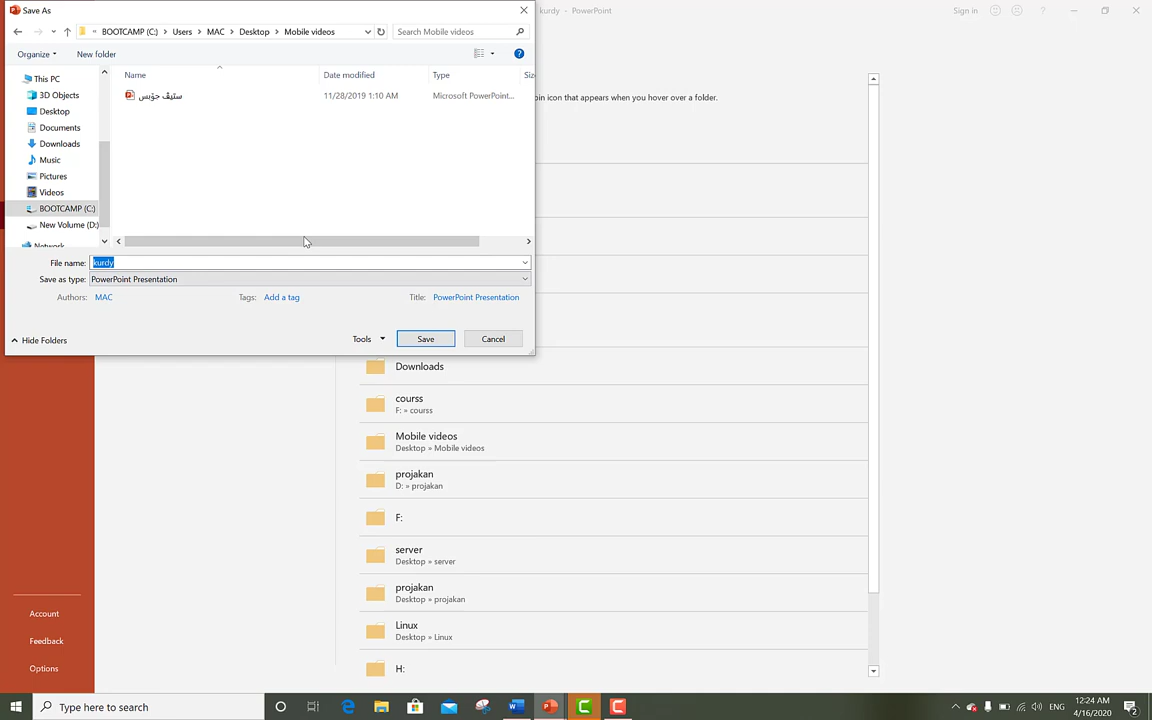 Save As
kurdy - PowerPoint
Sign in
« BOOTCAMP (C:) › Users › MAC › Desktop › Mobile videos
Search Mobile videos
Organize
New folder
Name
Date modified
Type
This PC
3D Objects
Desktop
Documents
Downloads
Music
Pictures
Videos
BOOTCAMP (C:)
New Volume (D:)
Network
ستيڤ جۆبس
11/28/2019 1:10 AM
Microsoft PowerPoint...
File name: kurdy
Save as type: PowerPoint Presentation
Authors: MAC
Tags: Add a tag
Title: PowerPoint Presentation
Hide Folders
Tools
Save
Cancel
pin icon that appears when you hover over a folder.
Downloads
courss
F: » courss
Mobile videos
Desktop » Mobile videos
projakan
D: » projakan
F:
server
Desktop » server
projakan
Desktop » projakan
Linux
Desktop » Linux
H:
Account
Feedback
Options
Type here to search
ENG
12:24 AM
4/16/2020
2